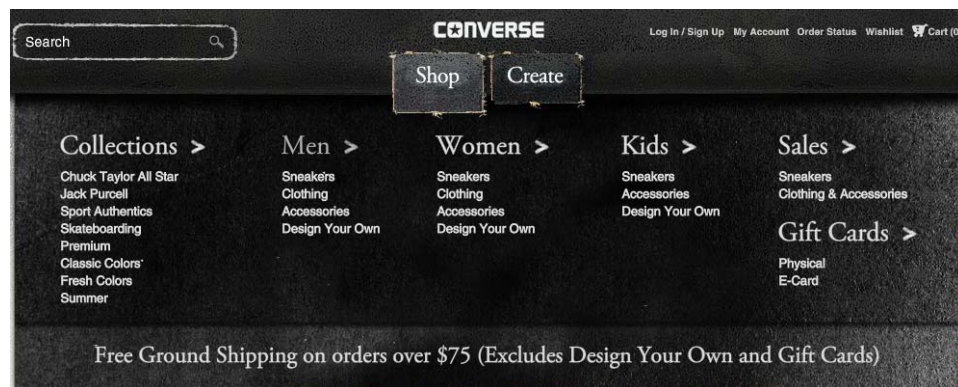 Search
CONVERSE
Log In / Sign Up My Account Order Status Wishlist Cart (0
Shop Create
Collections >
Chuck Taylor All Star
Jack Purcell
Sport Authentics
Skateboarding
Premium
Classic Colors
Fresh Colors
Summer
Men >
Sneakers
Clothing
Accessories
Design Your Own
Women >
Sneakers
Clothing
Accessories
Design Your Own
Kids >
Sneakers
Accessories
Design Your Own
Sales >
Sneakers
Clothing & Accessories
Gift Cards >
Physical
E-Card
Free Ground Shipping on orders over $75 (Excludes Design Your Own and Gift Cards)